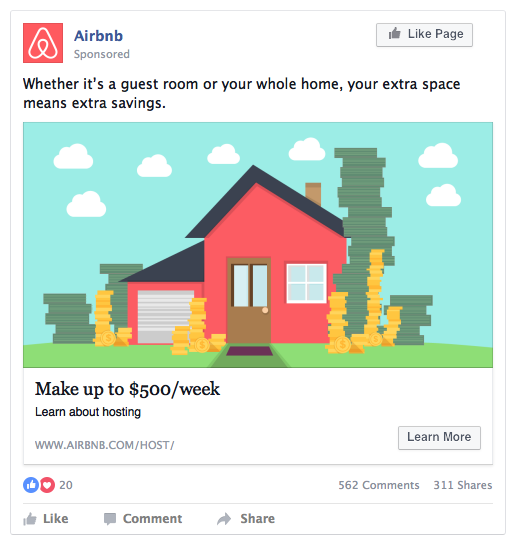 Airbnb
Sponsored
Like Page
Whether it's a guest room or your whole home, your extra space
means extra savings.
Make up to $500/week
Learn about hosting
WWW.AIRBNB.COM/HOST/
Learn More
20
562 Comments 311 Shares
Like Comment Share